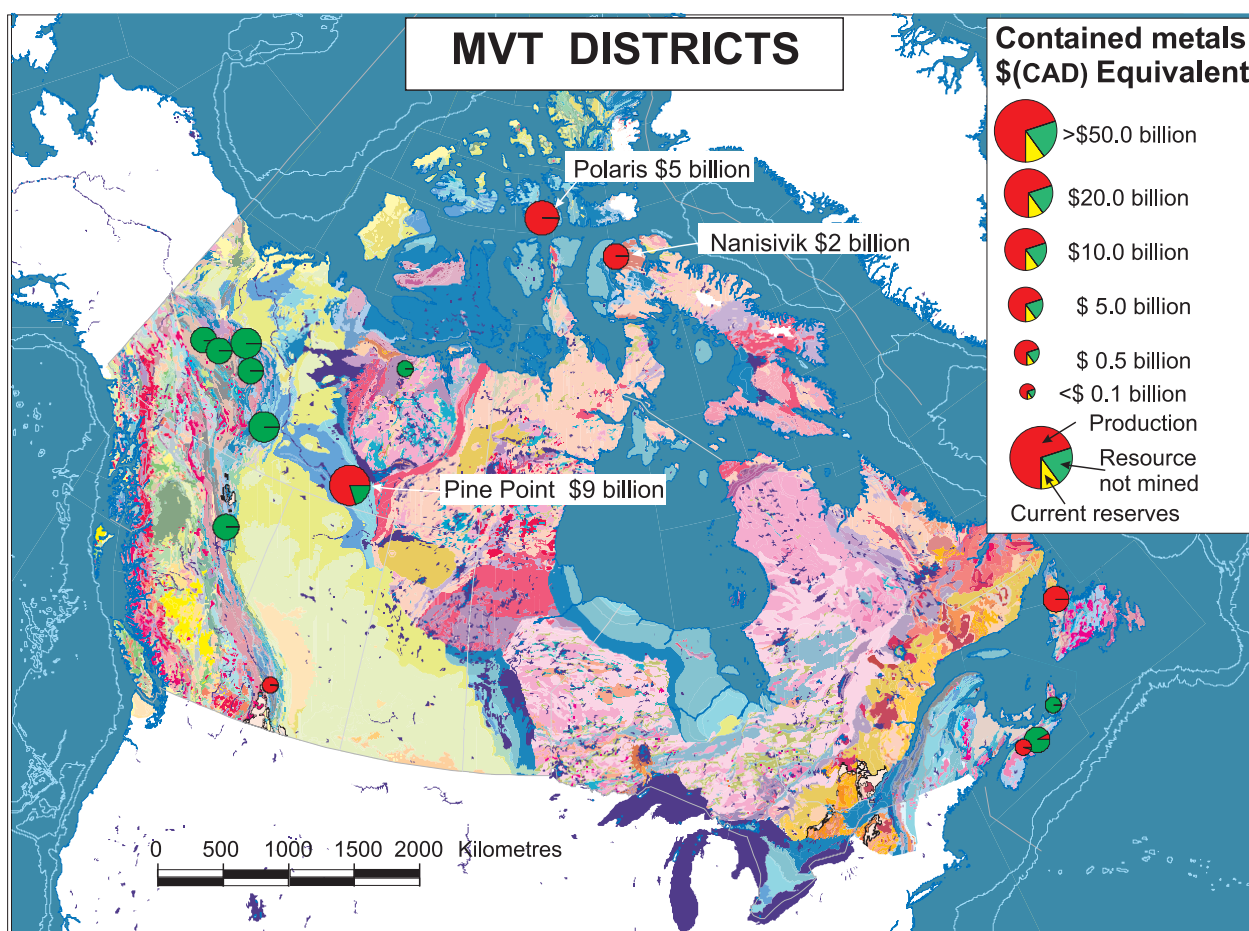 MVT DISTRICTS
Contained metals
$(CAD) Equivalent
>$50.0 billion
$20.0 billion
$10.0 billion
$ 5.0 billion
$ 0.5 billion
<$ 0.1 billion
Production
Resource
not mined
Current reserves
Polaris $5 billion
Nanisivik $2 billion
Pine Point $9 billion
0 500 1000 1500 2000 Kilometres